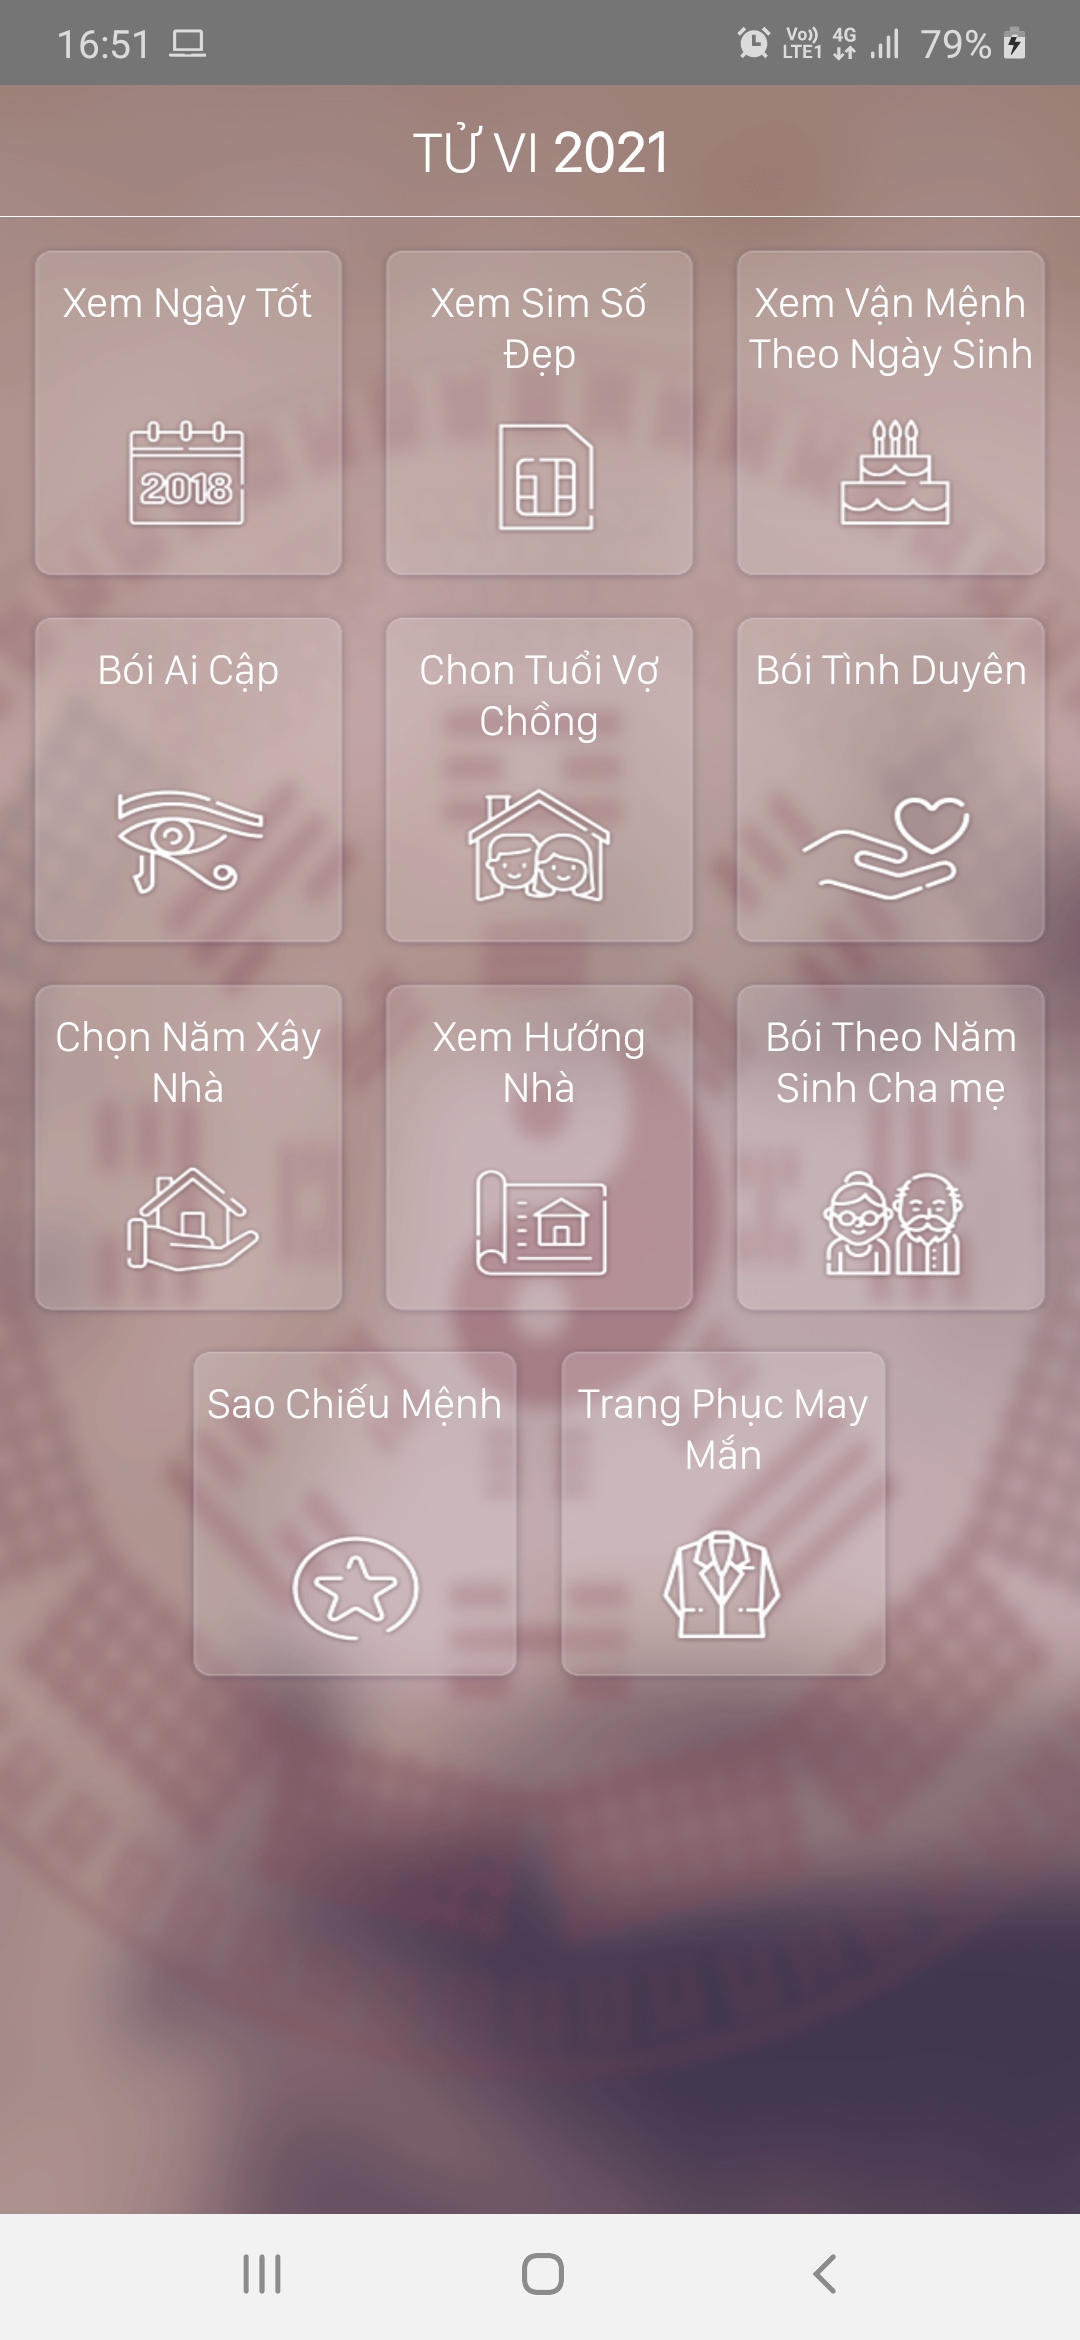 16:51
Vo)) LTE1 4G 79%
TỬ VI 2021
Xem Ngày Tốt
2018
Xem Sim Số
Đẹp
Xem Vận Mệnh
Theo Ngày Sinh
Bói Ai Cập
Chon Tuổi Vợ
Chồng
Bói Tình Duyên
Chọn Năm Xây
Nhà
Xem Hướng
Nhà
Bói Theo Năm
Sinh Cha mẹ
Sao Chiếu Mệnh
Trang Phục May
Mắn